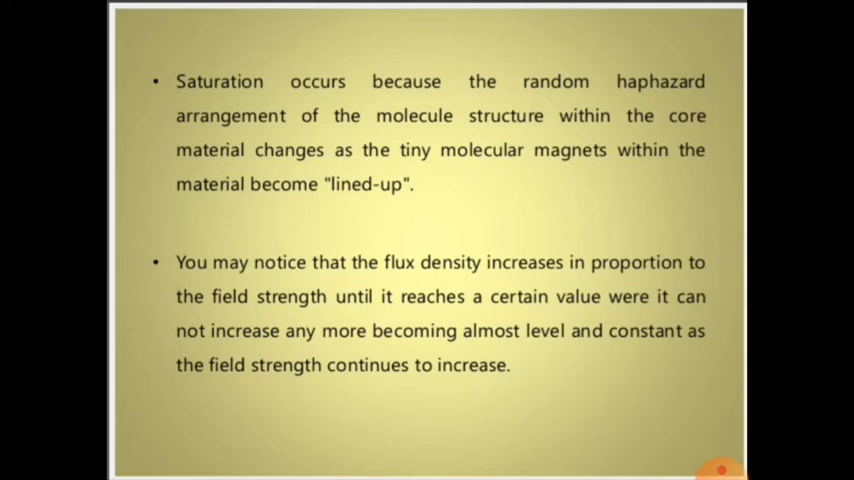 • Saturation occurs because the random haphazard
arrangement of the molecule structure within the core
material changes as the tiny molecular magnets within the
material become "lined-up".
• You may notice that the flux density increases in proportion to
the field strength until it reaches a certain value were it can
not increase any more becoming almost level and constant as
the field strength continues to increase.